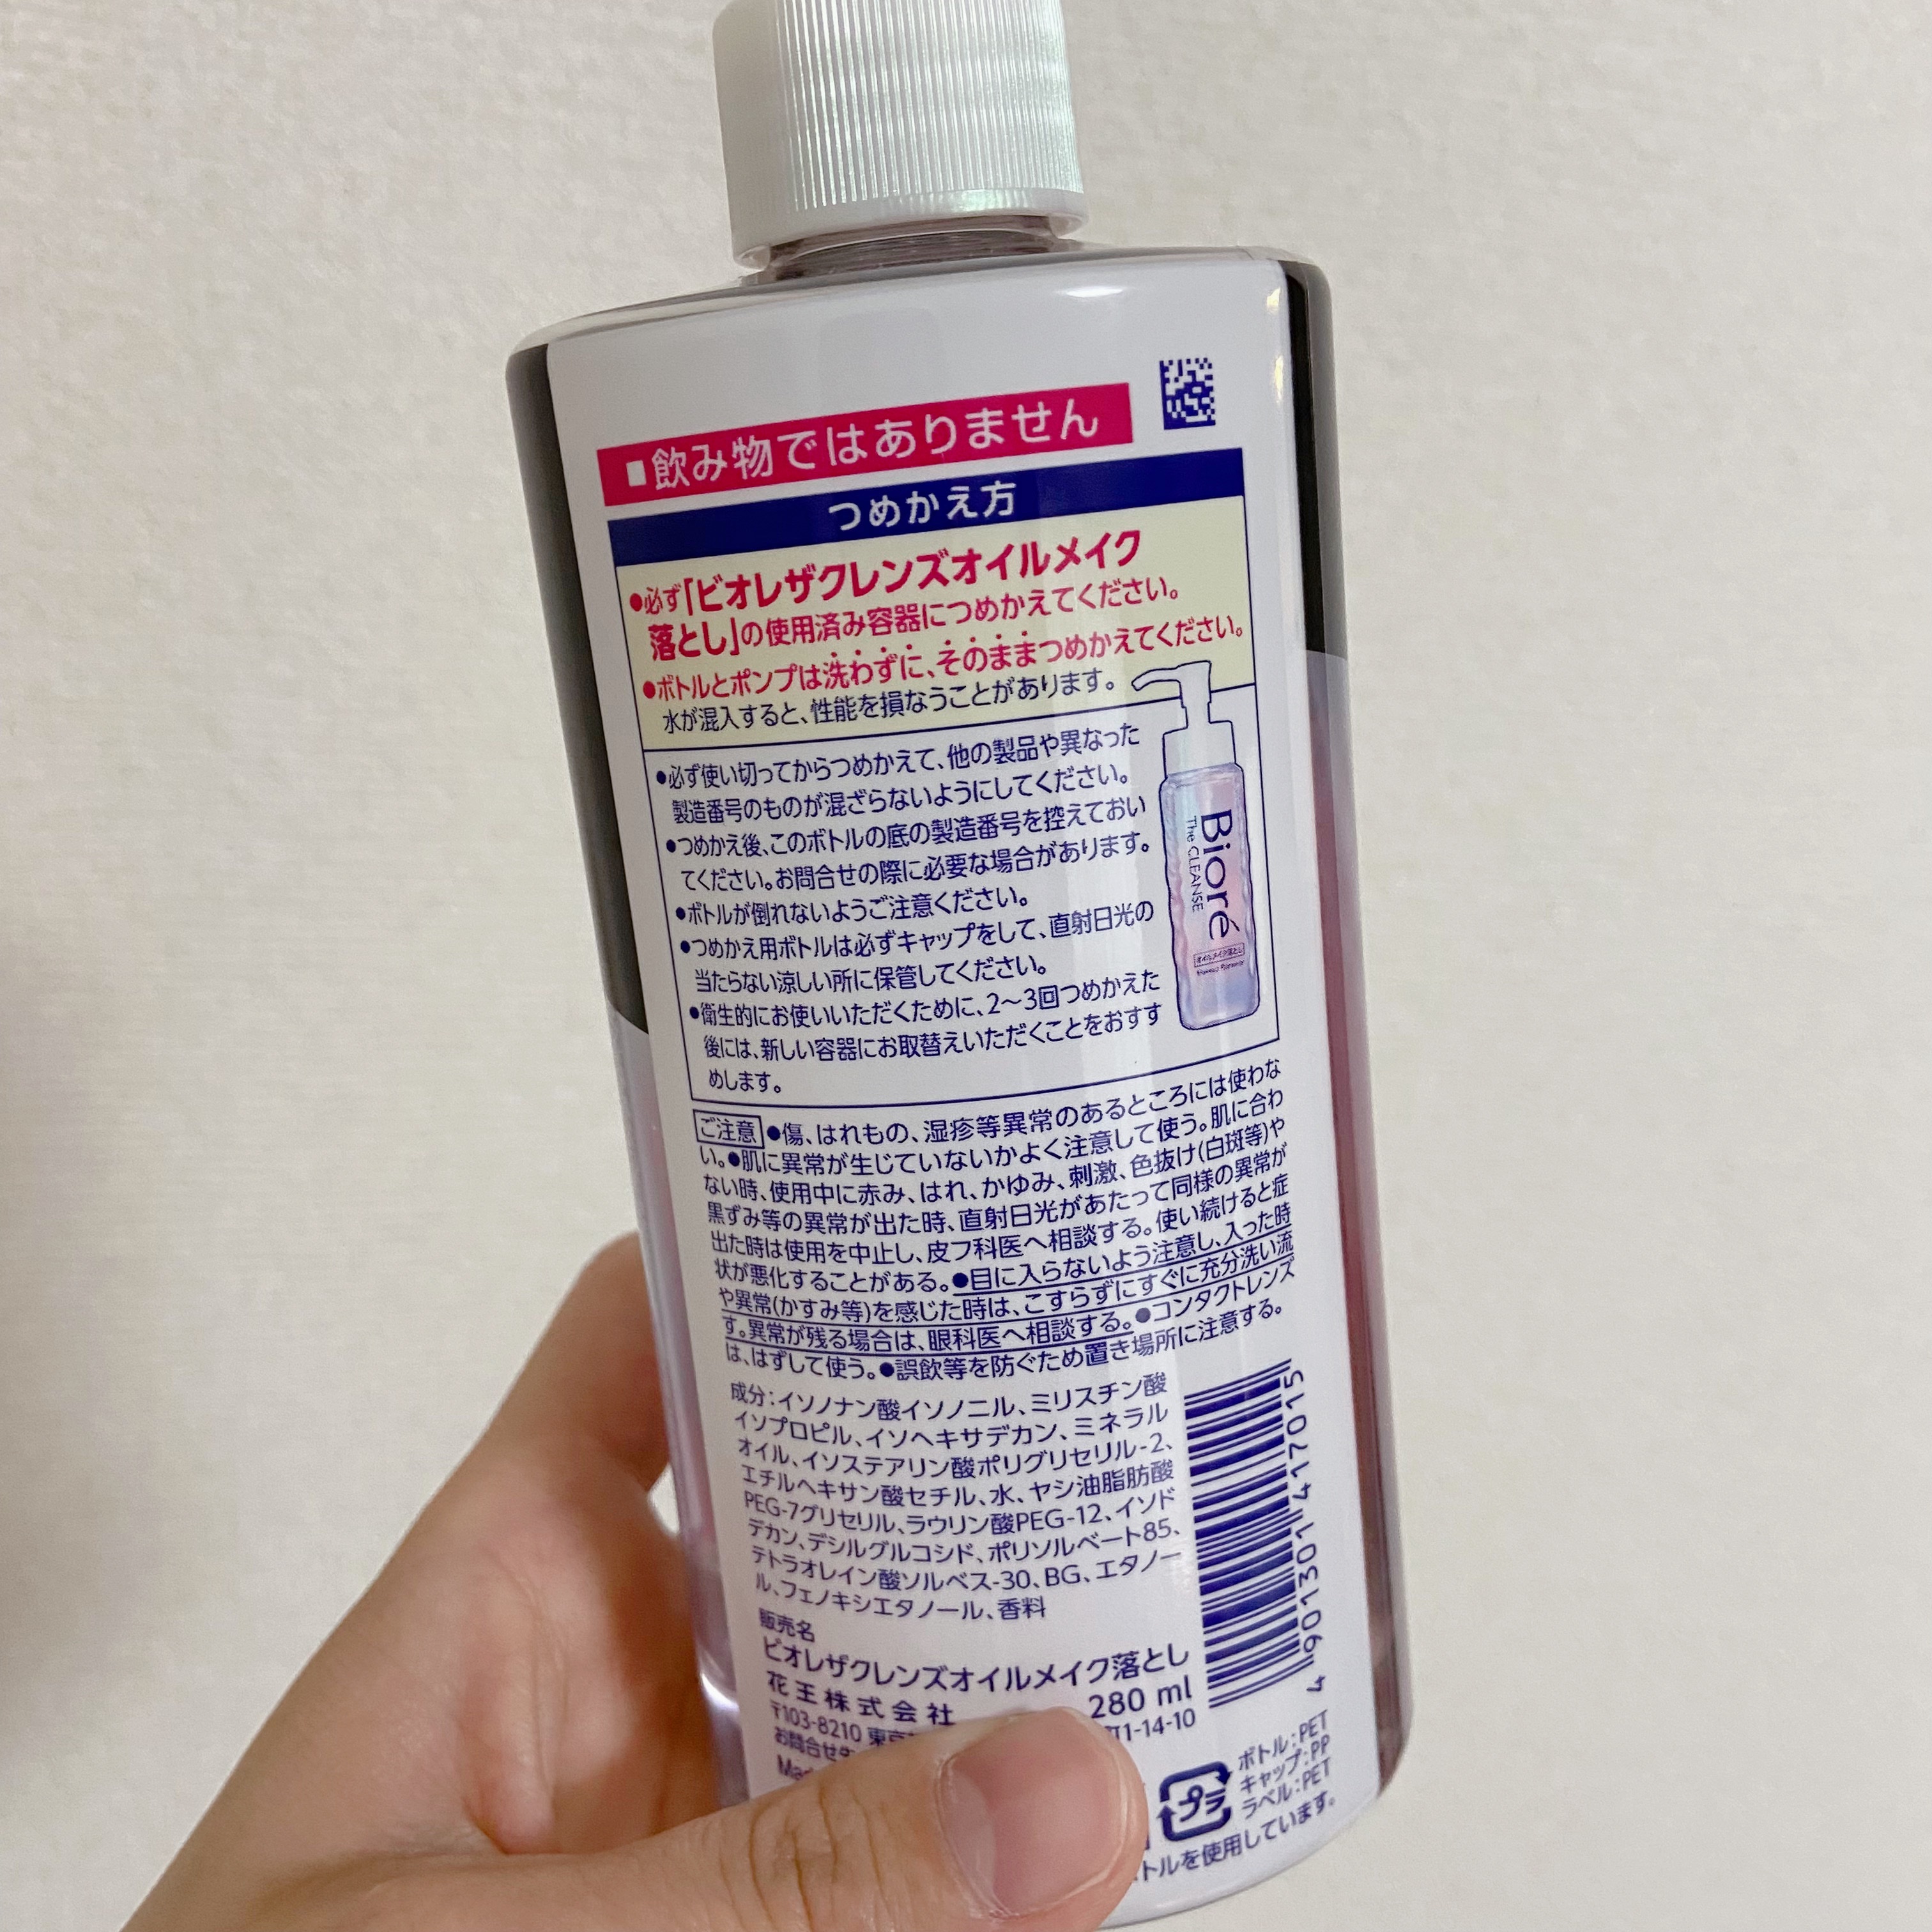 ■飲み物ではありません
つめかえ方
●必ず「ビオレザクレンズオイルメイク
落とし」の使用済み容器につめかえてください。
●ボトルとポンプは洗わずに、そのままつめかえてください。
水が混入すると、性能を損なうことがあります。
●必ず使い切ってからつめかえて、他の製品や異なった
製造番号のものが混ざらないようにしてください。
●つめかえ後、このボトルの底の製造番号を控えておい
てください。お問合せの際に必要な場合があります。
●ボトルが倒れないようご注意ください。
●つめかえ用ボトルは必ずキャップをして、直射日光の
当たらない涼しい所に保管してください。
●衛生的にお使いいただくために、2〜3回つめかえた
後には、新しい容器にお取替えいただくことをおすす
めします。
Bioré
The CLEANSE
オイルメイク落とし
Makeup Remover
ご注意 ●傷、はれもの、湿疹等異常のあるところには使わな
い。●肌に異常が生じていないかよく注意して使う。肌に合わ
ない時、使用中に赤み、はれ、かゆみ、刺激、色抜け(白斑等)や
黒ずみ等の異常が出た時、直射日光があたって同様の異常が
出た時は使用を中止し、皮フ科医へ相談する。使い続けると症
状が悪化することがある。●目に入らないよう注意し、入った時
や異常(かすみ等)を感じた時は、こすらずにすぐに充分洗い流
す。異常が残る場合は、眼科医へ相談する。●コンタクトレンズ
は、はずして使う。●誤飲等を防ぐため置き場所に注意する。
成分：イソノナン酸イソノニル、ミリスチン酸
イソプロピル、イソヘキサデカン、ミネラル
オイル、イソステアリン酸ポリグリセリル-2、
エチルヘキサン酸セチル、水、ヤシ油脂肪酸
PEG-7グリセリル、ラウリン酸PEG-12、イソド
デカン、デシルグルコシド、ポリソルベート85、
テトラオレイン酸ソルベス-30、BG、エタノー
ル、フェノキシエタノール、香料
4 901301 417015
販売名
ビオレザクレンズオイルメイク落とし
花王株式会社 280 ml
〒103-8210 1-14-10
お問合せ
プラ
ボトル：PET
キャップ：PP
ラベル：PET
トルを使用しています。